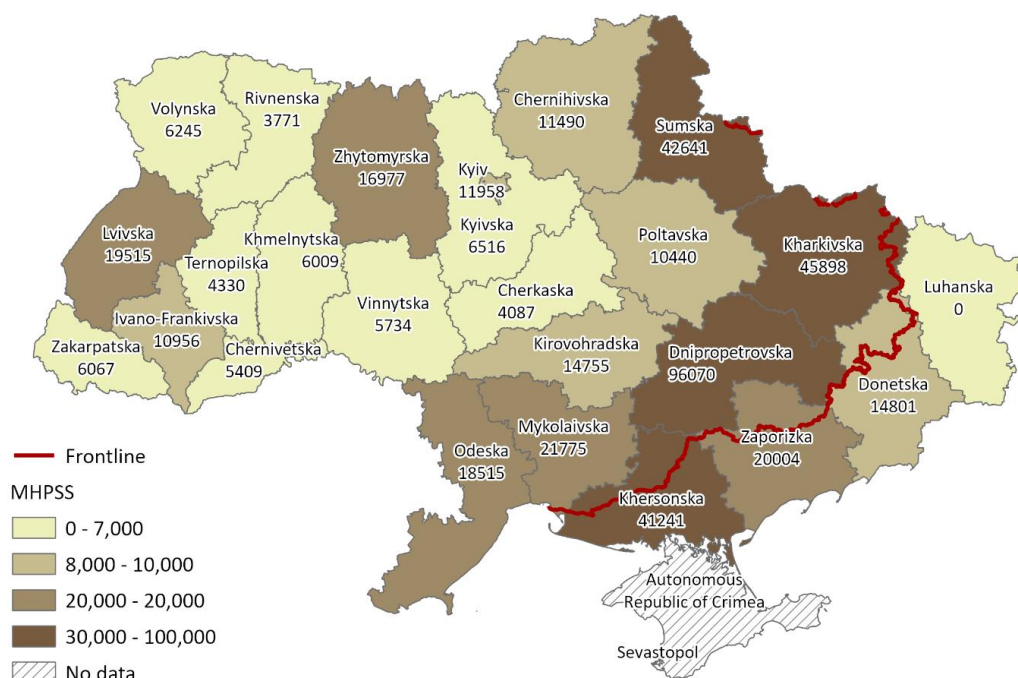 Volynska
6245
Rivnenska
3771
Zhytomyrska
16977
Kyiv
11958
Kyivska
6516
Chernihivska
11490
Sumska
42641
Lvivska
19515
Ternopilska
4330
Khmelnytska
6009
Vinnytska
5734
Cherkaska
4087
Poltavska
10440
Kharkivska
45898
Luhanska
0
Ivano-Frankivska
10956
Zakarpatska
6067
Chernivetska
5409
Kirovohradska
14755
Dnipropetrovska
96070
Donetska
14801
Odeska
18515
Mykolaivska
21775
Zaporizka
20004
Khersonska
41241
Autonomous
Republic of Crimea
Sevastopol
Frontline
MHPSS
0 - 7,000
8,000 - 10,000
20,000 - 20,000
30,000 - 100,000
No data